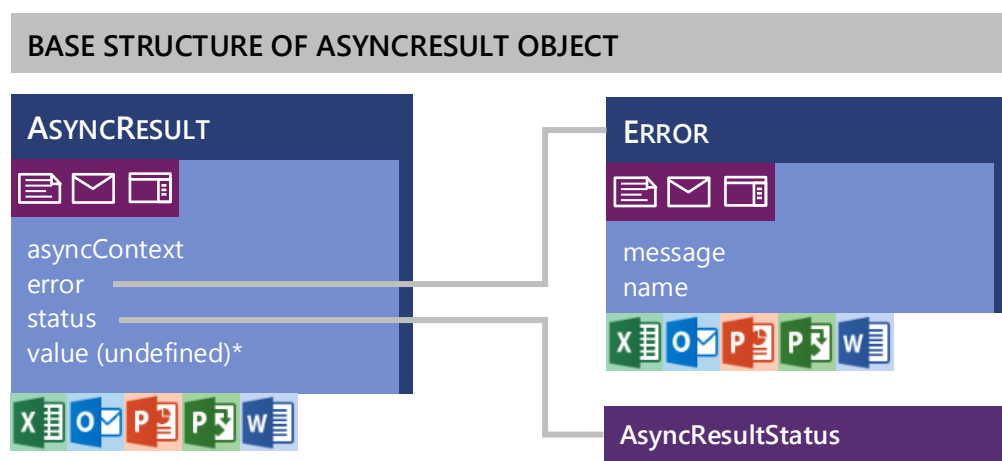 BASE STRUCTURE OF ASYNCRESULT OBJECT
ASYNCRESULT
asyncContext
error
status
value (undefined)*
X O P P W
ERROR
message
name
X O P P W
AsyncResultStatus